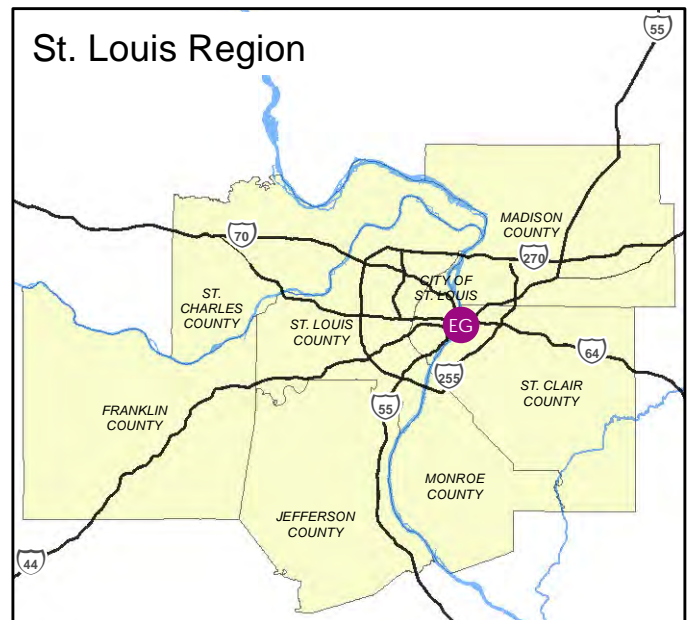 St. Louis Region
55
MADISON
COUNTY
70
270
CITY OF
ST. LOUIS
ST.
CHARLES
COUNTY
ST. LOUIS
COUNTY
EG
64
255
ST. CLAIR
COUNTY
FRANKLIN
COUNTY
55
MONROE
COUNTY
JEFFERSON
COUNTY
44